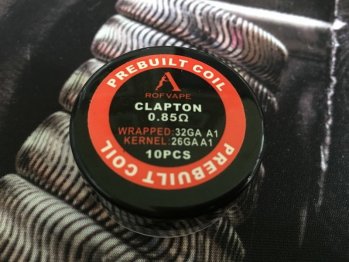 PREBUILT COIL
ROFVAPE
CLAPTON
0.85Ω
WRAPPED:32GA A1
KERNEL:26GA A1
10PCS
PREBUILT COIL